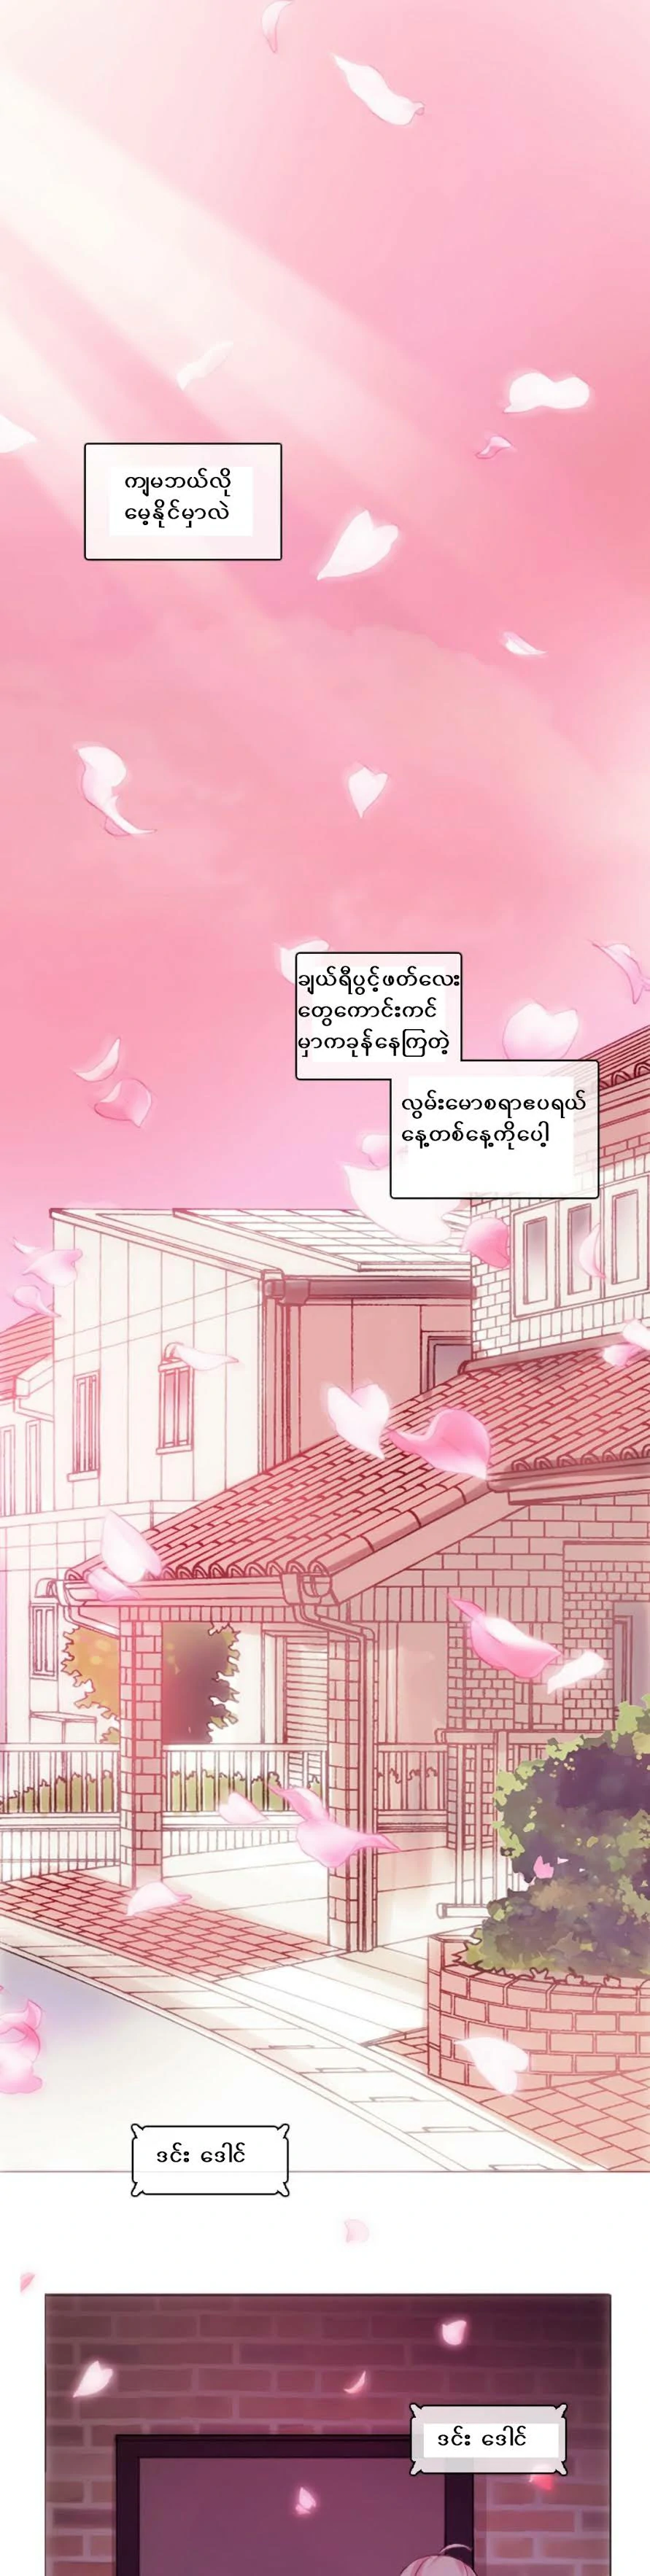 ကျမဘယ်လို
မေ့နိုင်မှာလဲ
ချယ်ရီပွင့်ဖတ်လေး
တွေကောင်းကင်
မှာကခုန်နေကြတဲ့
လွမ်းမောစရာဧပရယ်
နေ့တစ်နေ့ကိုပေါ့
ဒင်း ဒေါင်
ဒင်း ဒေါင်